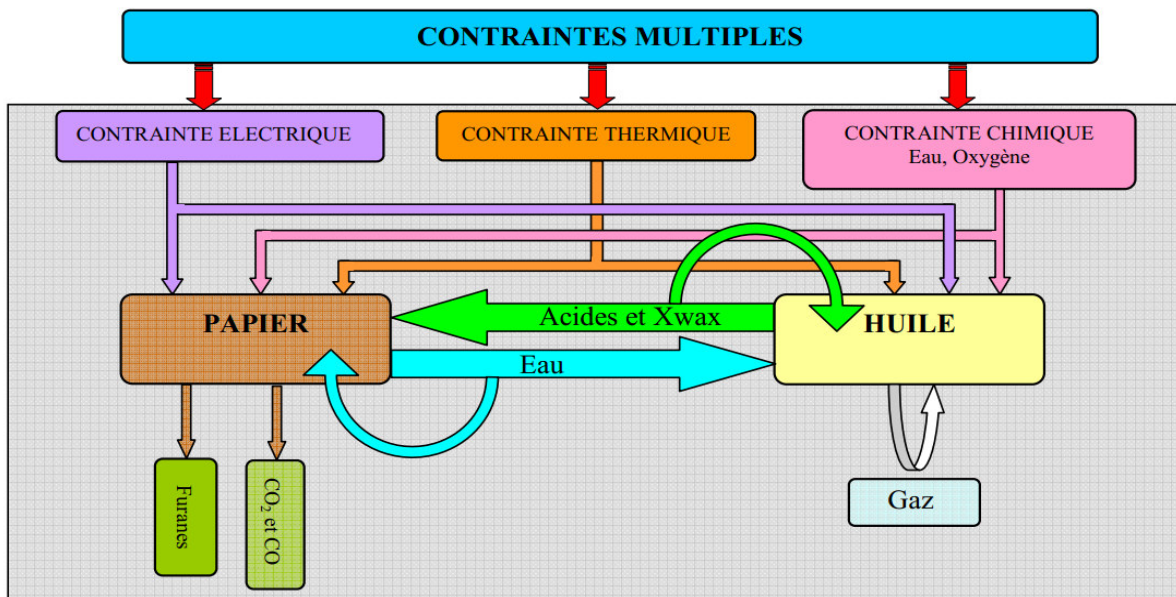 CONTRAINTES MULTIPLES
CONTRAINTE ELECTRIQUE
CONTRAINTE THERMIQUE
CONTRAINTE CHIMIQUE
Eau, Oxygène
PAPIER
Acides et Xwax
HUILE
Eau
Furanes
CO₂ et CO
Gaz